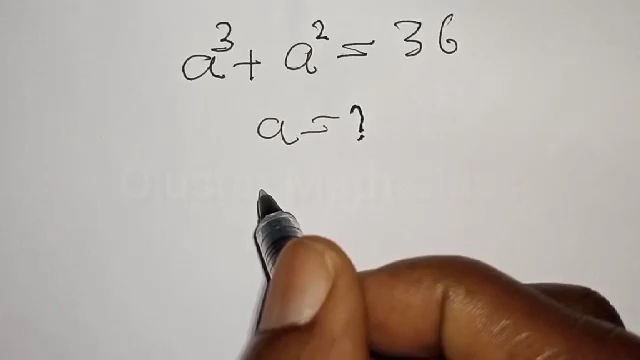 a³ + a² = 36
a = ?